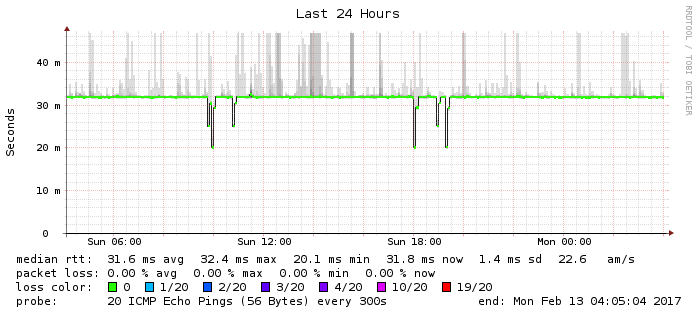 Last 24 Hours
RRDTOOL / TOBI OETIKER
Seconds
40 m
30 m
20 m
10 m
0
Sun 06:00 Sun 12:00 Sun 18:00 Mon 00:00
median rtt: 31.6 ms avg 32.4 ms max 20.1 ms min 31.8 ms now 1.4 ms sd 22.6 am/s
packet loss: 0.00 % avg 0.00 % max 0.00 % min 0.00 % now
loss color: 0 1/20 2/20 3/20 4/20 10/20 19/20
probe: 20 ICMP Echo Pings (56 Bytes) every 300s end: Mon Feb 13 04:05:04 2017